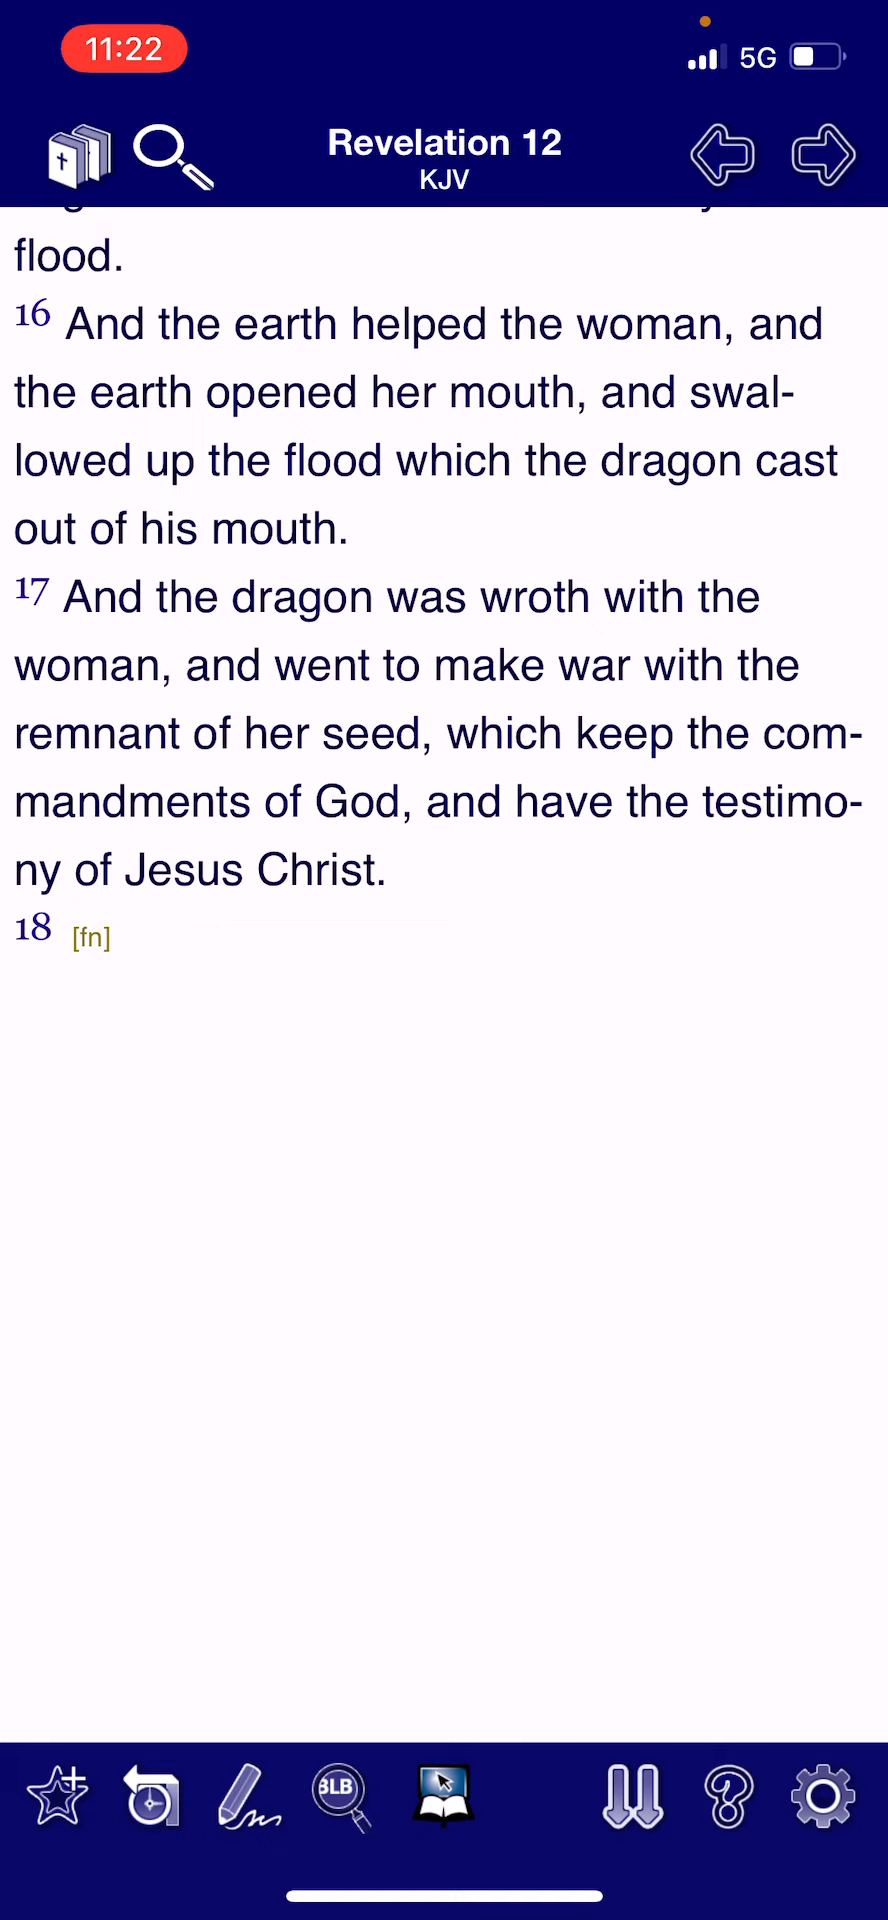 11:22
5G
Revelation 12
KJV
flood.
16 And the earth helped the woman, and
the earth opened her mouth, and swal-
lowed up the flood which the dragon cast
out of his mouth.
17 And the dragon was wroth with the
woman, and went to make war with the
remnant of her seed, which keep the com-
mandments of God, and have the testimo-
ny of Jesus Christ.
18 [fn]
BLB